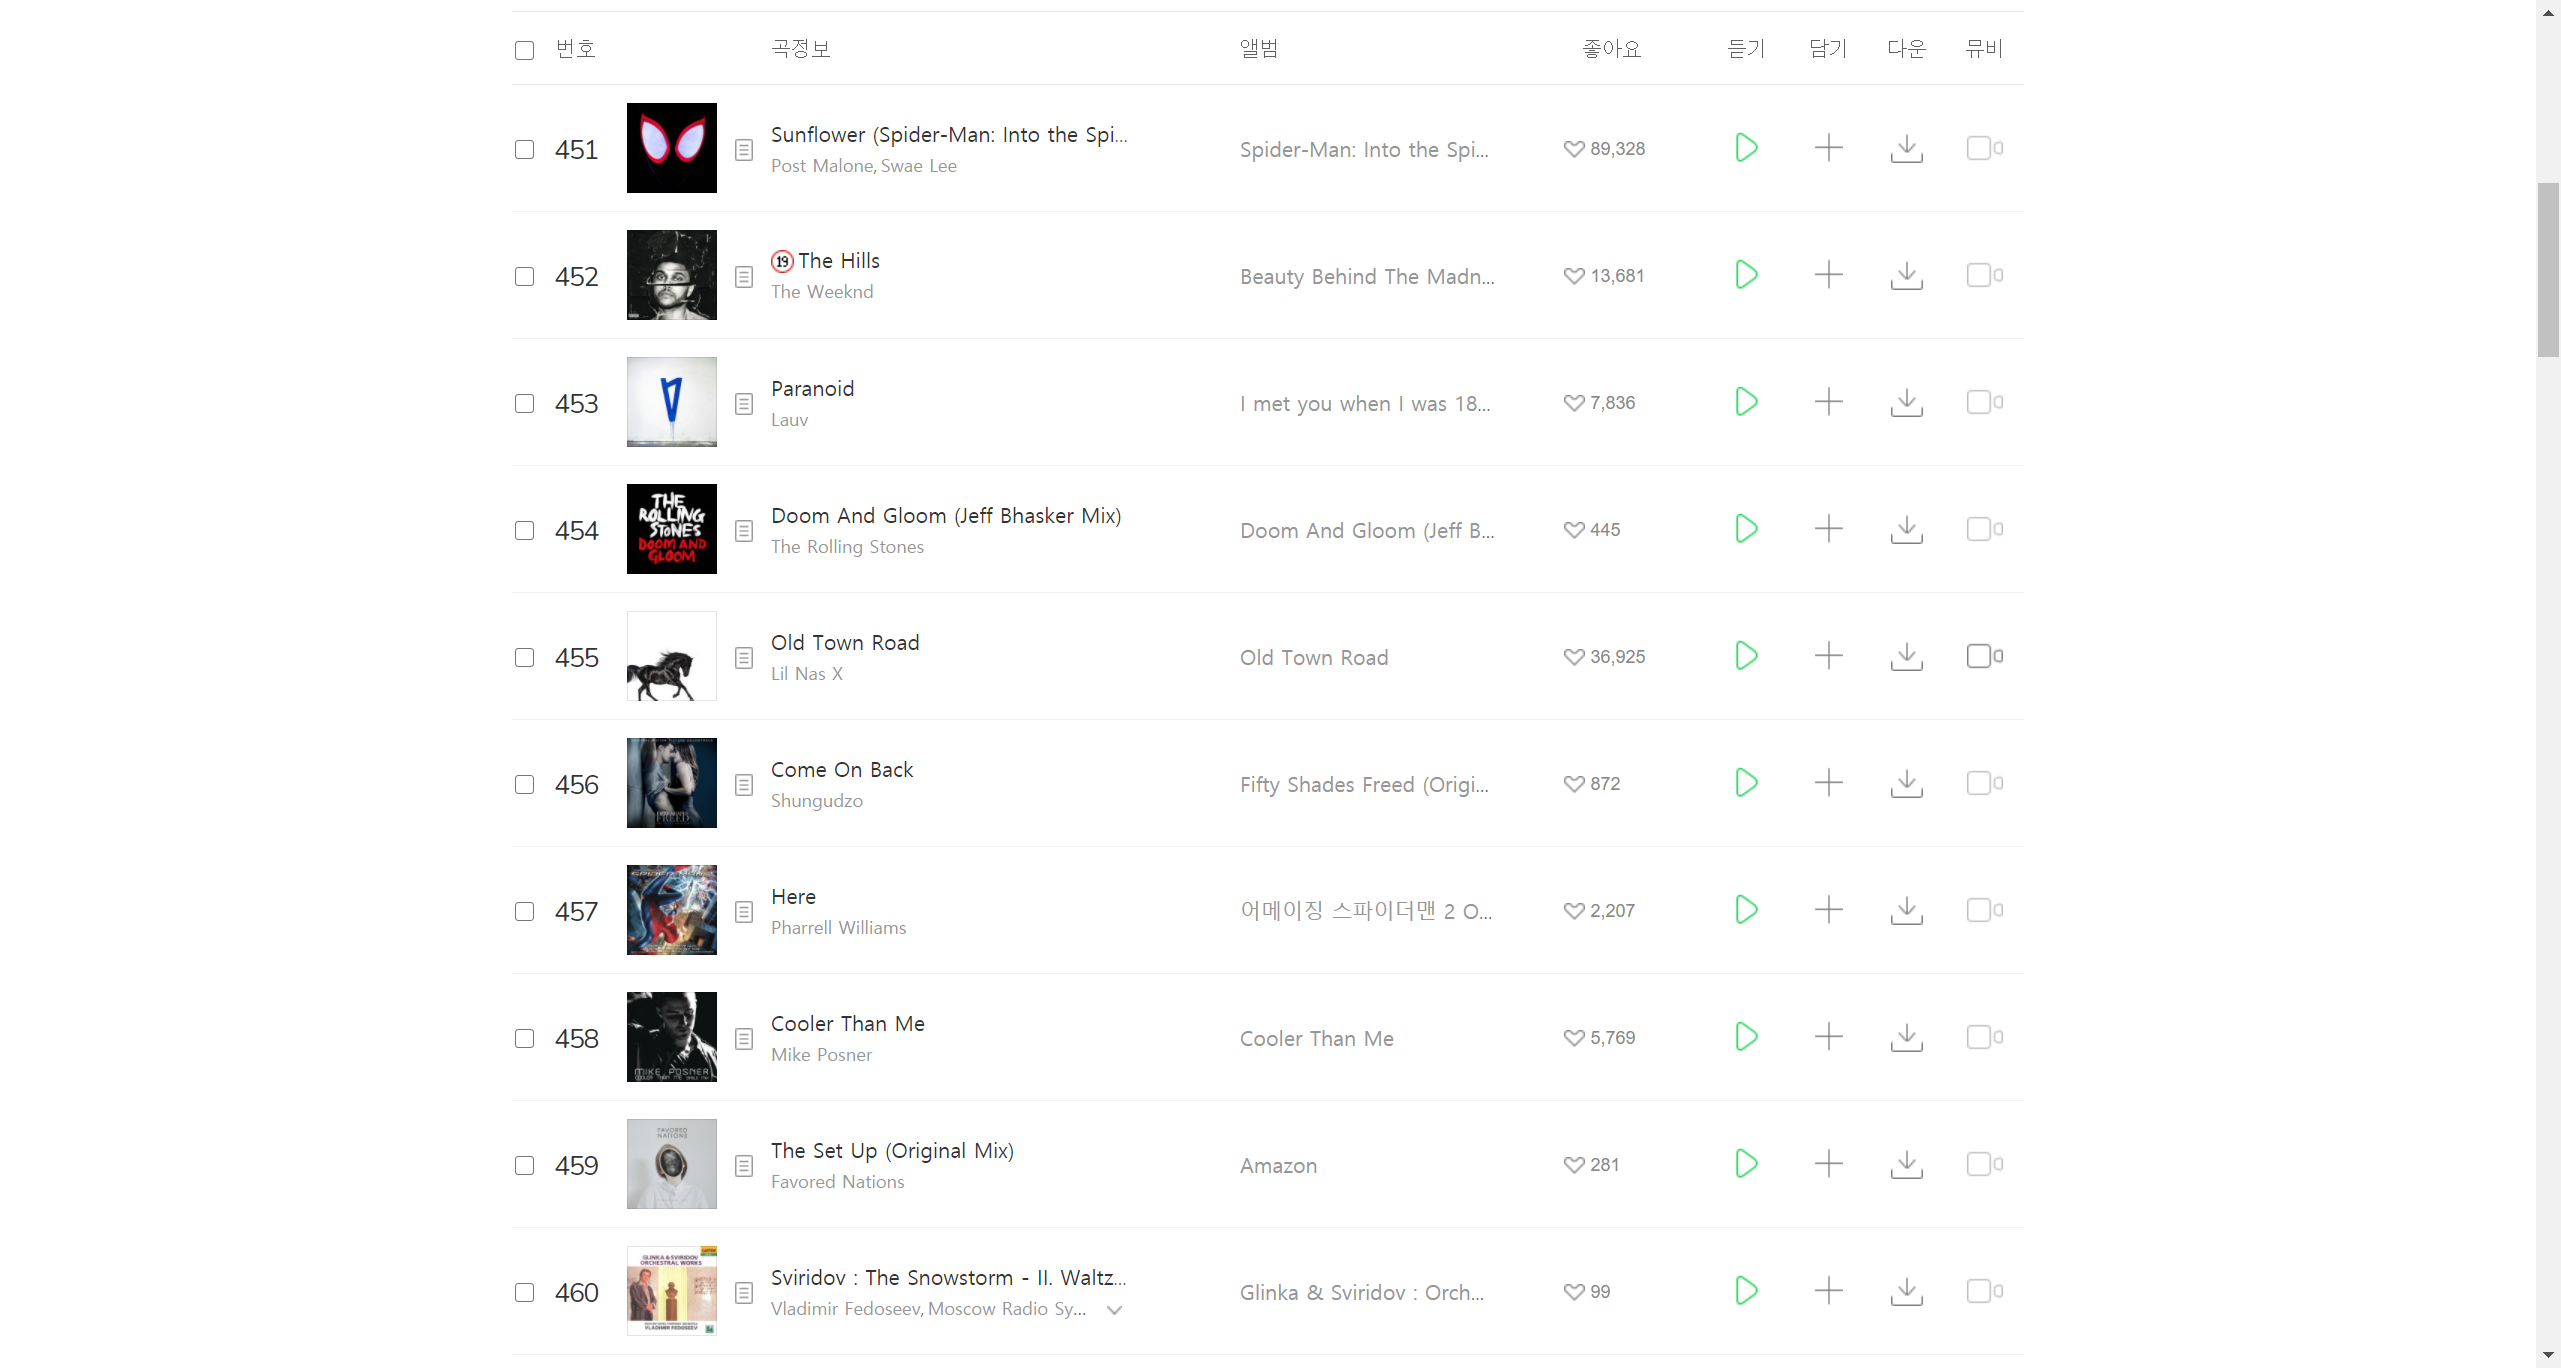 번호 곡정보 앨범 좋아요 듣기 담기 다운 뮤비
451 Sunflower (Spider-Man: Into the Spi... Spider-Man: Into the Spi... 89,328
Post Malone, Swae Lee
452 19 The Hills Beauty Behind The Madn... 13,681
The Weeknd
453 Paranoid I met you when I was 18... 7,836
Lauv
THE
ROLLING
STONES
DOOM AND
GLOOM
454 Doom And Gloom (Jeff Bhasker Mix) Doom And Gloom (Jeff B... 445
The Rolling Stones
455 Old Town Road Old Town Road 36,925
Lil Nas X
FREED
456 Come On Back Fifty Shades Freed (Origi... 872
Shungudzo
457 Here 어메이징 스파이더맨 2 O... 2,207
Pharrell Williams
MIKE POSNER
COOLER THAN ME
458 Cooler Than Me Cooler Than Me 5,769
Mike Posner
FAVORED
NATIONS
459 The Set Up (Original Mix) Amazon 281
Favored Nations
GLINKA & SVIRIDOV
ORCHESTRAL WORKS
VLADIMIR FEDOSEEV
460 Sviridov : The Snowstorm - II. Waltz... Glinka & Sviridov : Orch... 99
Vladimir Fedoseev, Moscow Radio Sy...